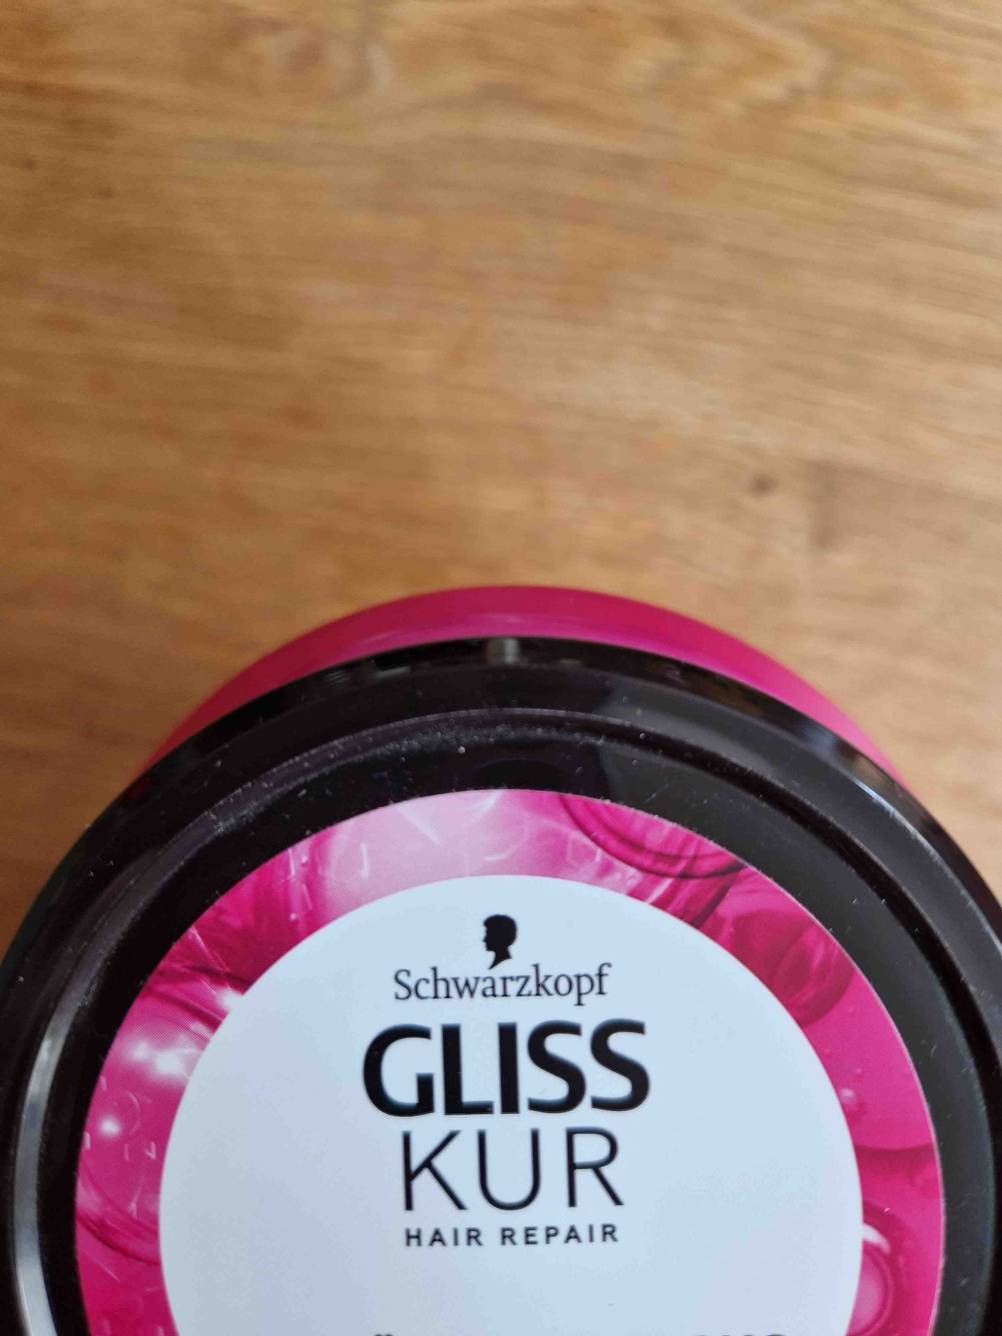 Schwarzkopf
GLISS
KUR
HAIR REPAIR